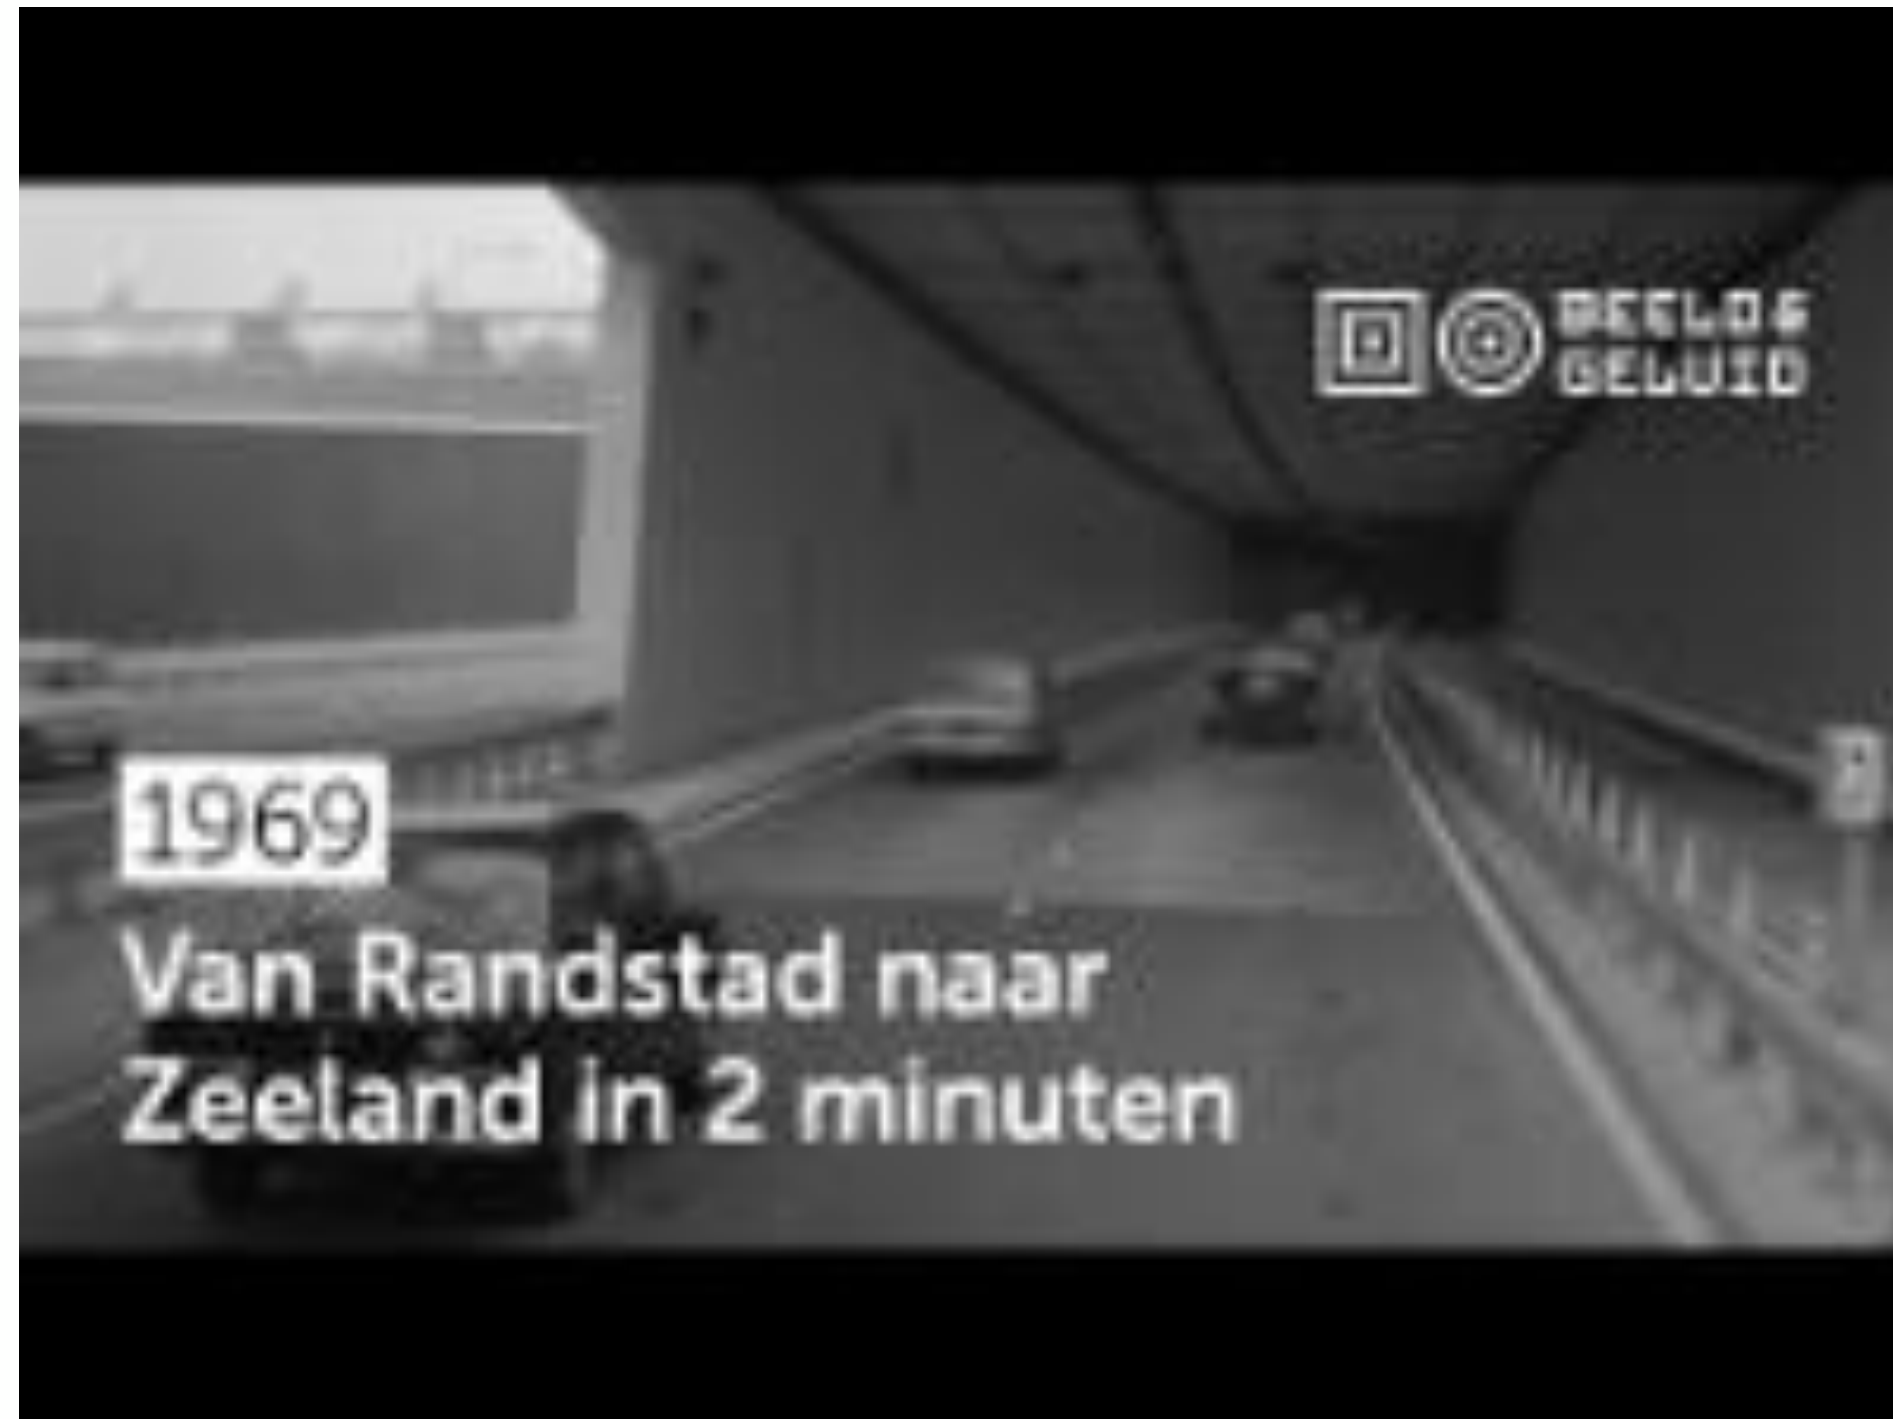 BEELD &
GELUID
1969
Van Randstad naar
Zeeland in 2 minuten